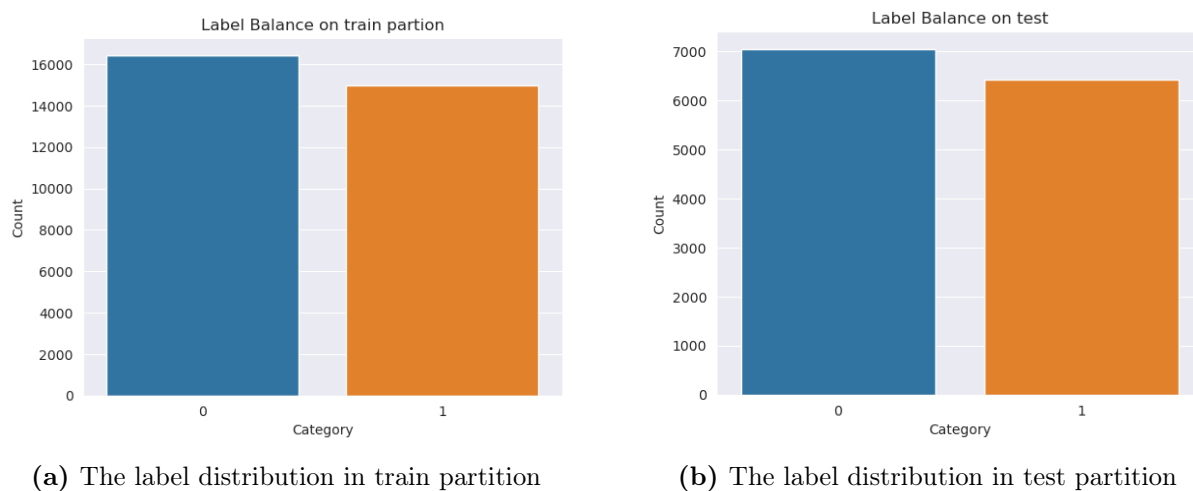 Label Balance on train partion
16000
14000
12000
10000
8000
6000
4000
2000
0
Count
0 1
Category
(a) The label distribution in train partition
Label Balance on test
7000
6000
5000
4000
3000
2000
1000
0
Count
0 1
Category
(b) The label distribution in test partition